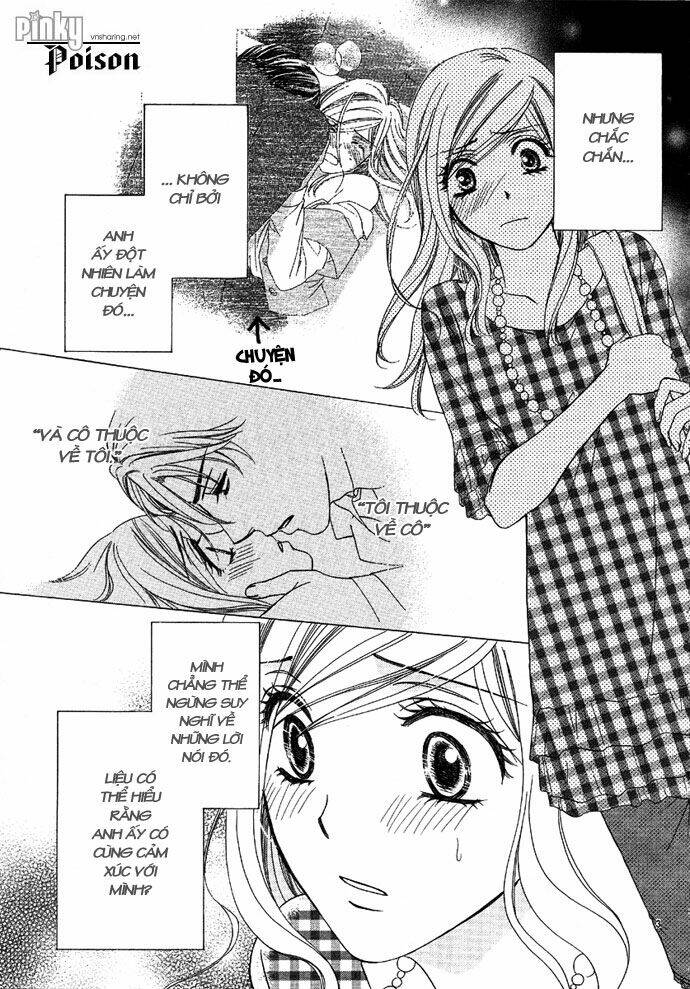 Pinky
vnsharing.net
Poison
NHƯNG
CHẮC
CHẮN...
... KHÔNG
CHỈ BỞI
ANH
ẤY ĐỘT
NHIÊN LÀM
CHUYỆN
ĐÓ...
CHUYỆN
ĐÓ...
“VÀ CÔ THUỘC
VỀ TÔI.”
“TÔI THUỘC
VỀ CÔ”
MÌNH
CHẲNG THỂ
NGỪNG SUY
NGHĨ VỀ
NHỮNG LỜI
NÓI ĐÓ.
LIỆU CÓ
THỂ HIỂU
RẰNG
ANH ẤY CÓ
CÙNG CẢM
XÚC VỚI
MÌNH?